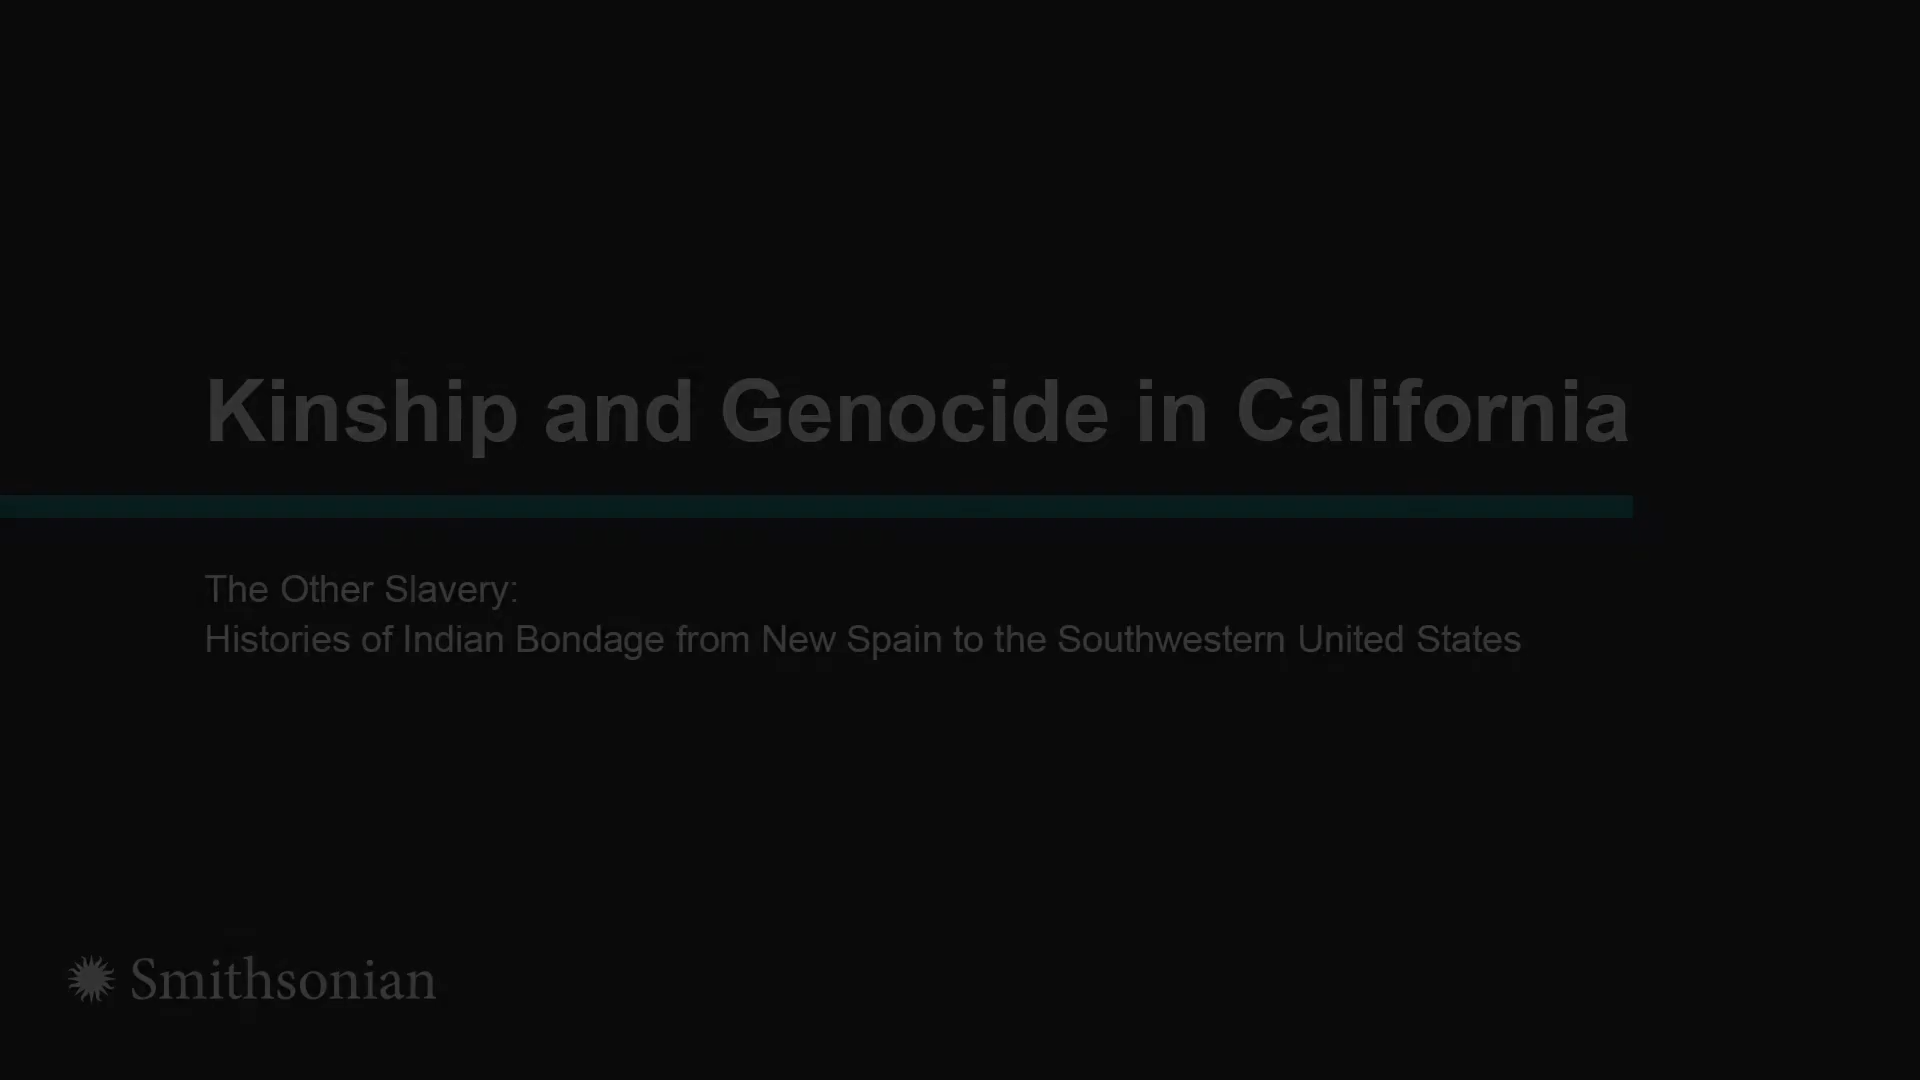 Kinship and Genocide in California
The Other Slavery:
Histories of Indian Bondage from New Spain to the Southwestern United States
Smithsonian